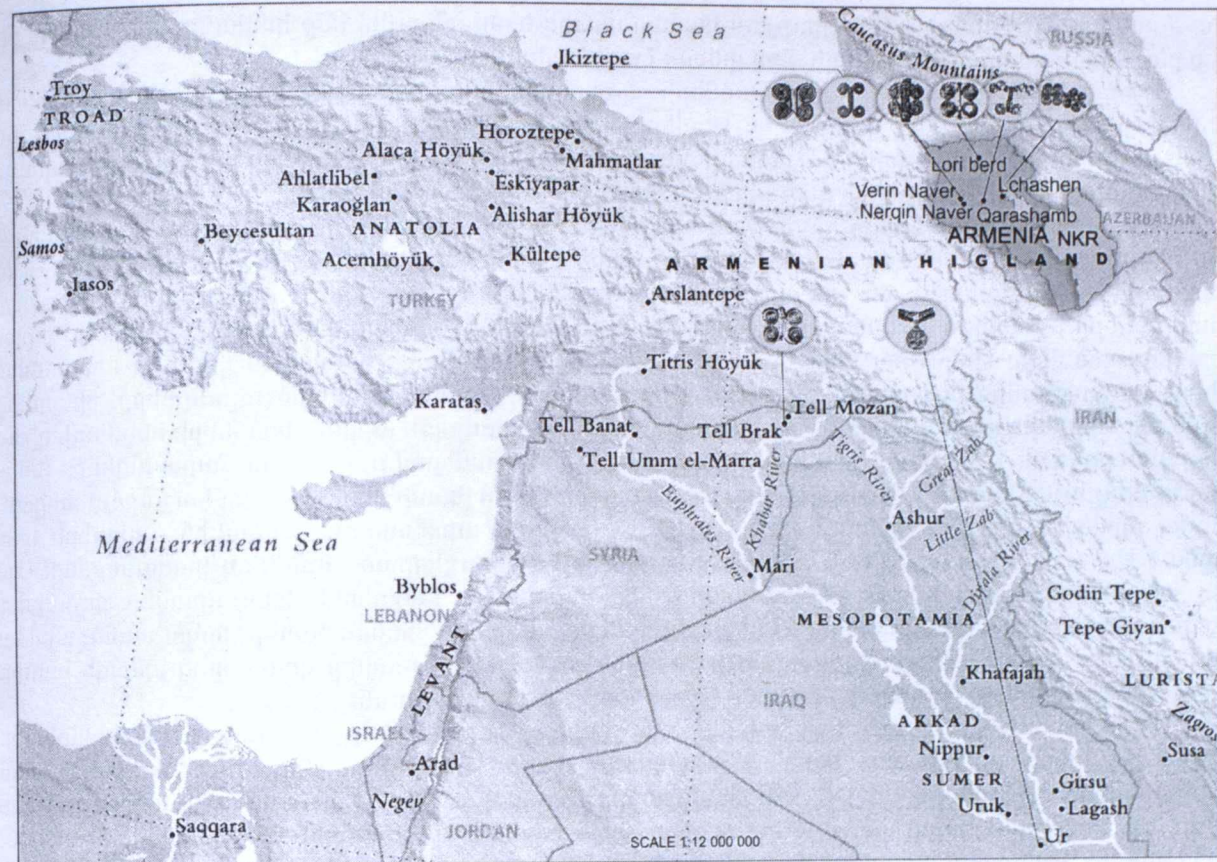 Black Sea
Ikiztepe
Caucasus Mountains
RUSSIA
Troy
TROAD
Lesbos
Horoztepe
Alaca Höyük
Mahmatlar
Ahlatlibel
Eskiyapar
Karaoğlan
Alishar Höyük
Lori berd
Verin Naver
Lchashen
Nerqin Naver
Qarashamb
AZERBAIJAN
Samos
Beycesultan
ANATOLIA
ARMENIA NKR
Acemhöyük
Kültepe
ARMENIAN HIGLAND
Iasos
TURKEY
Arslantepe
Titris Höyük
Karatas
Tell Mozan
IRAN
Tell Banat
Tell Brak
Tell Umm el-Marra
Tigris River
Great Zab
Euphrates River
Khabur River
Ashur
Little Zab
Mediterranean Sea
SYRIA
Mari
Diyala River
Byblos
LEBANON
Godin Tepe
MESOPOTAMIA
Tepe Giyan
LEVANT
Khafajah
LURISTA
IRAQ
Zagros
AKKAD
ISRAEL
Nippur
Susa
Arad
SUMER
Girsu
Negev
Uruk
Lagash
Saqqara
JORDAN
SCALE 1:12 000 000
Ur